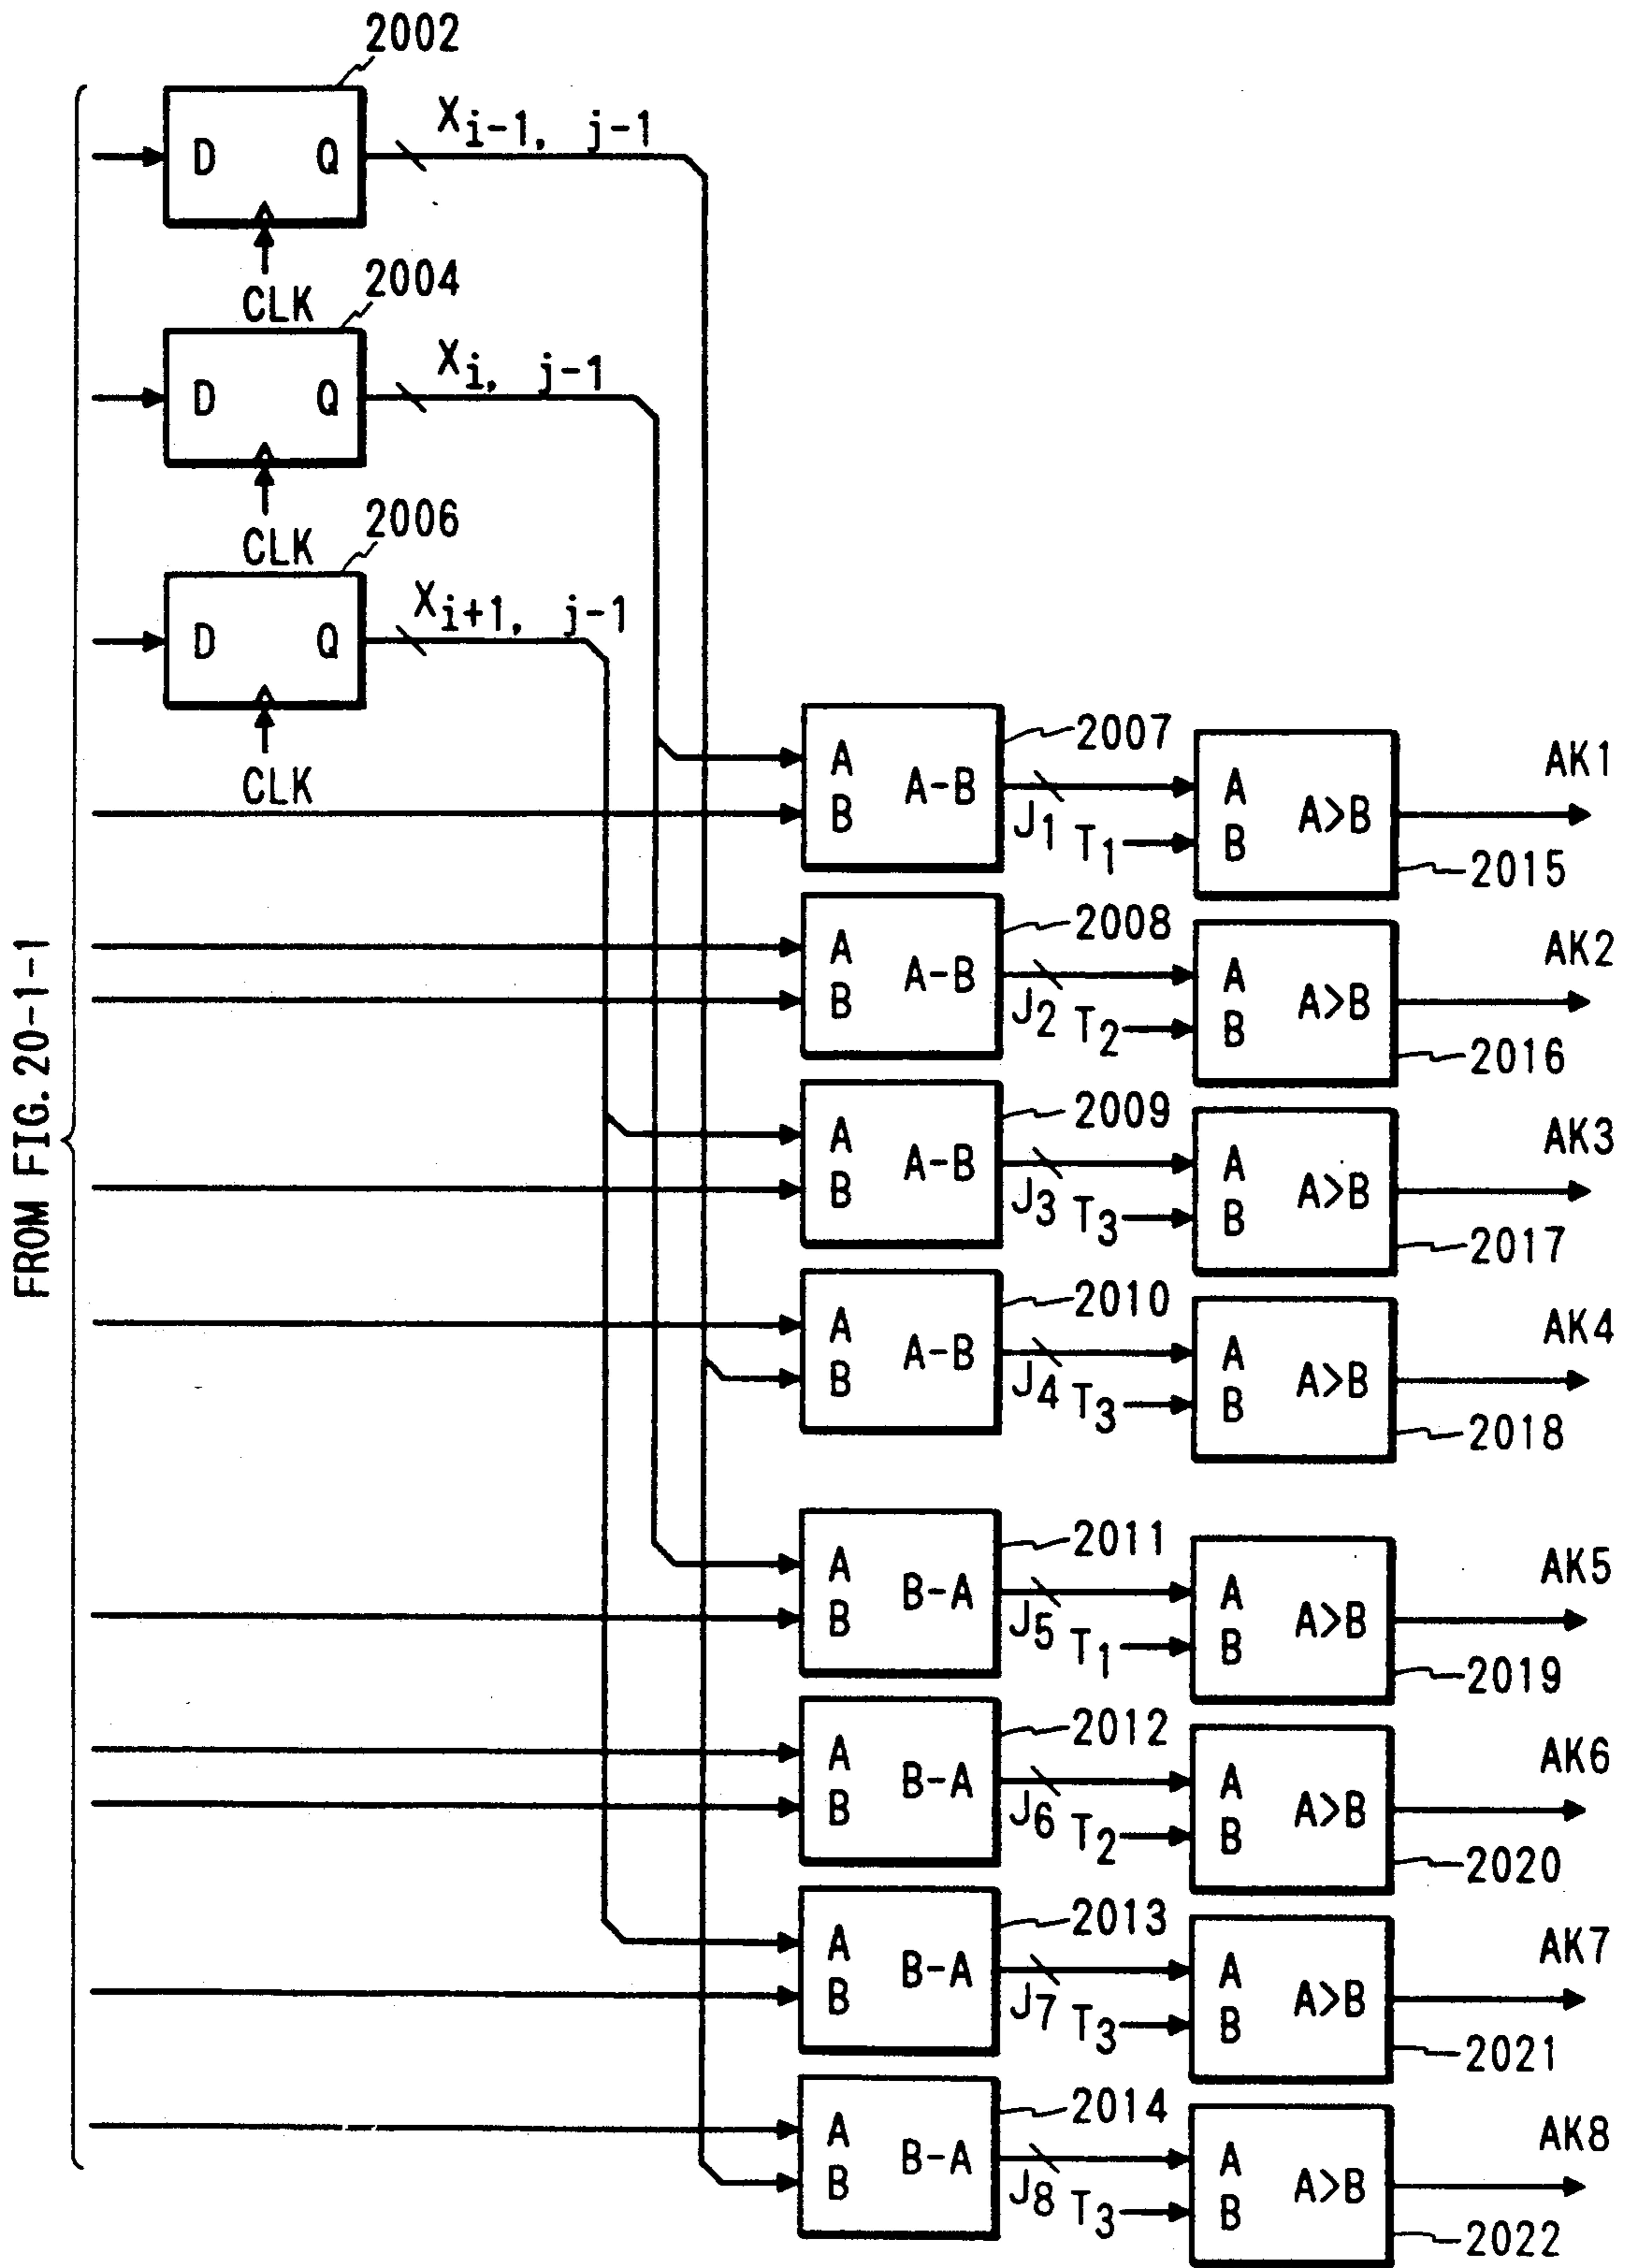 2002
D Q
X i-1, j-1
CLK
2004
D Q
X i, j-1
CLK
2006
D Q
X i+1, j-1
CLK
FROM FIG. 20-1-1
A B A-B
2007
J1
T1
A B A>B
AK1
2015
A B A-B
2008
J2
T2
A B A>B
AK2
2016
A B A-B
2009
J3
T3
A B A>B
AK3
2017
A B A-B
2010
J4
T3
A B A>B
AK4
2018
A B B-A
2011
J5
T1
A B A>B
AK5
2019
A B B-A
2012
J6
T2
A B A>B
AK6
2020
A B B-A
2013
J7
T3
A B A>B
AK7
2021
A B B-A
2014
J8
T3
A B A>B
AK8
2022